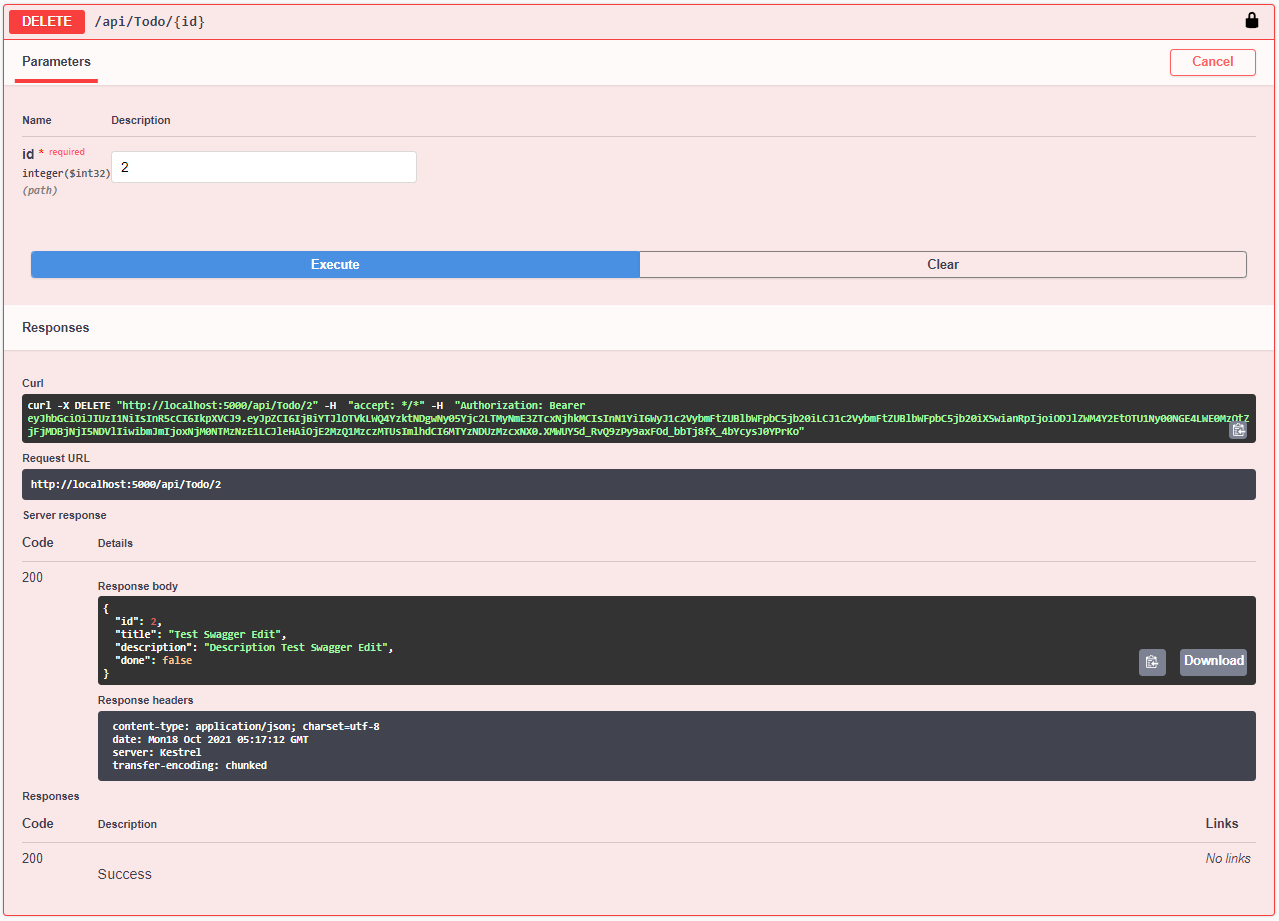 DELETE /api/Todo/{id}
Parameters
Cancel
Name Description
id * required
integer($int32)
(path)
2
Execute Clear
Responses
Curl
curl -X DELETE "http://localhost:5000/api/Todo/2" -H "accept: */*" -H "Authorization: Bearer
Request URL
http://localhost:5000/api/Todo/2
Server response
Code Details
200
Response body
{
"id": 2,
"title": "Test Swagger Edit",
"description": "Description Test Swagger Edit",
"done": false
}
Download
Response headers
content-type: application/json; charset=utf-8
date: Mon18 Oct 2021 05:17:12 GMT
server: Kestrel
transfer-encoding: chunked
Responses
Code Description Links
200 No links
Success